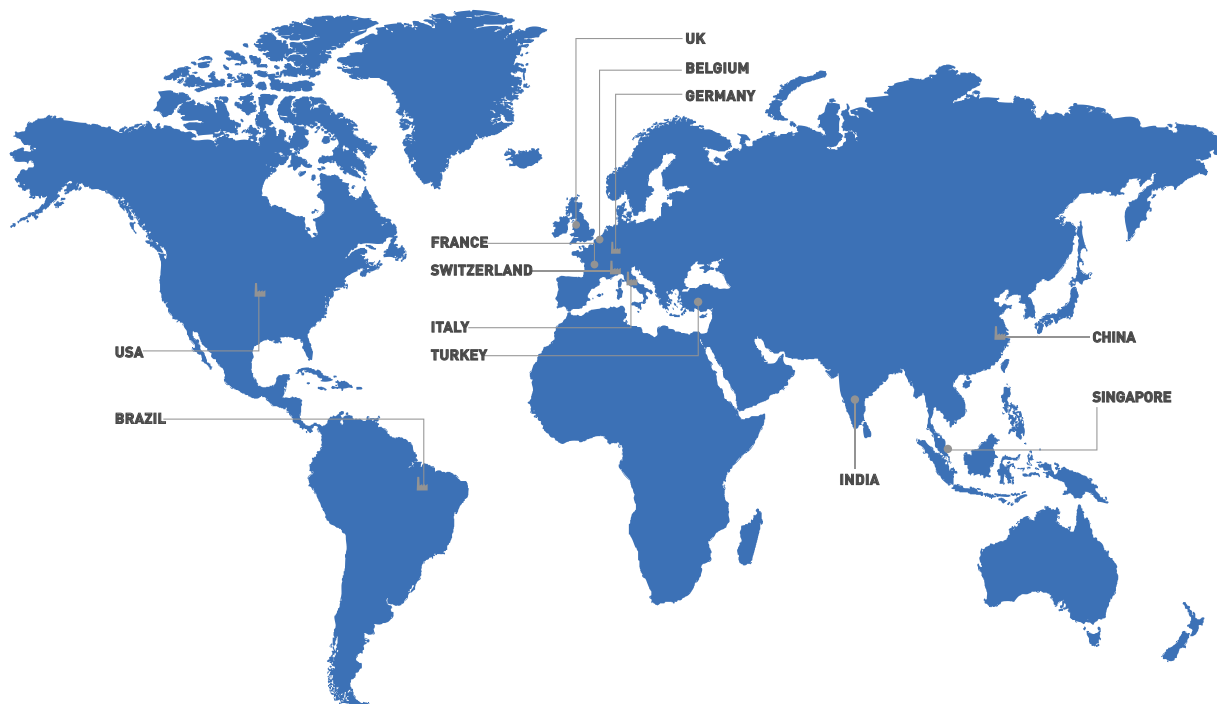 UK
BELGIUM
GERMANY
FRANCE
SWITZERLAND
ITALY
TURKEY
USA
BRAZIL
CHINA
SINGAPORE
INDIA